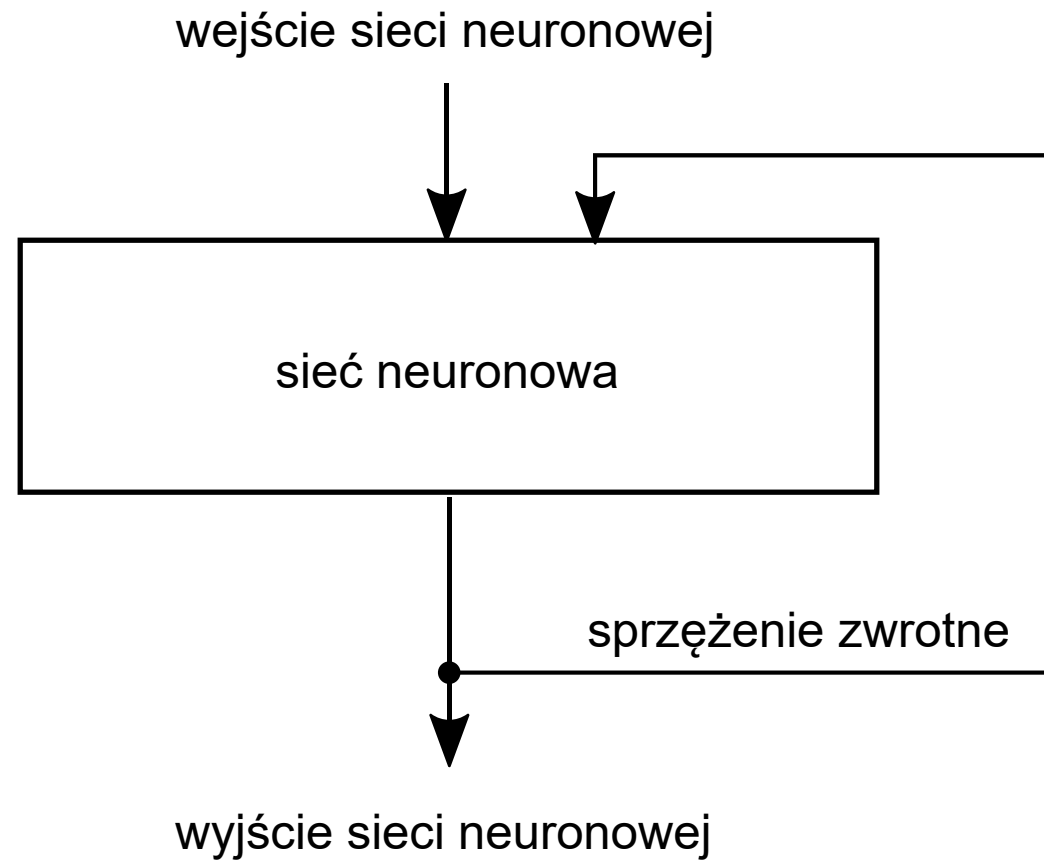 wejście sieci neuronowej
sieć neuronowa
sprzężenie zwrotne
wyjście sieci neuronowej